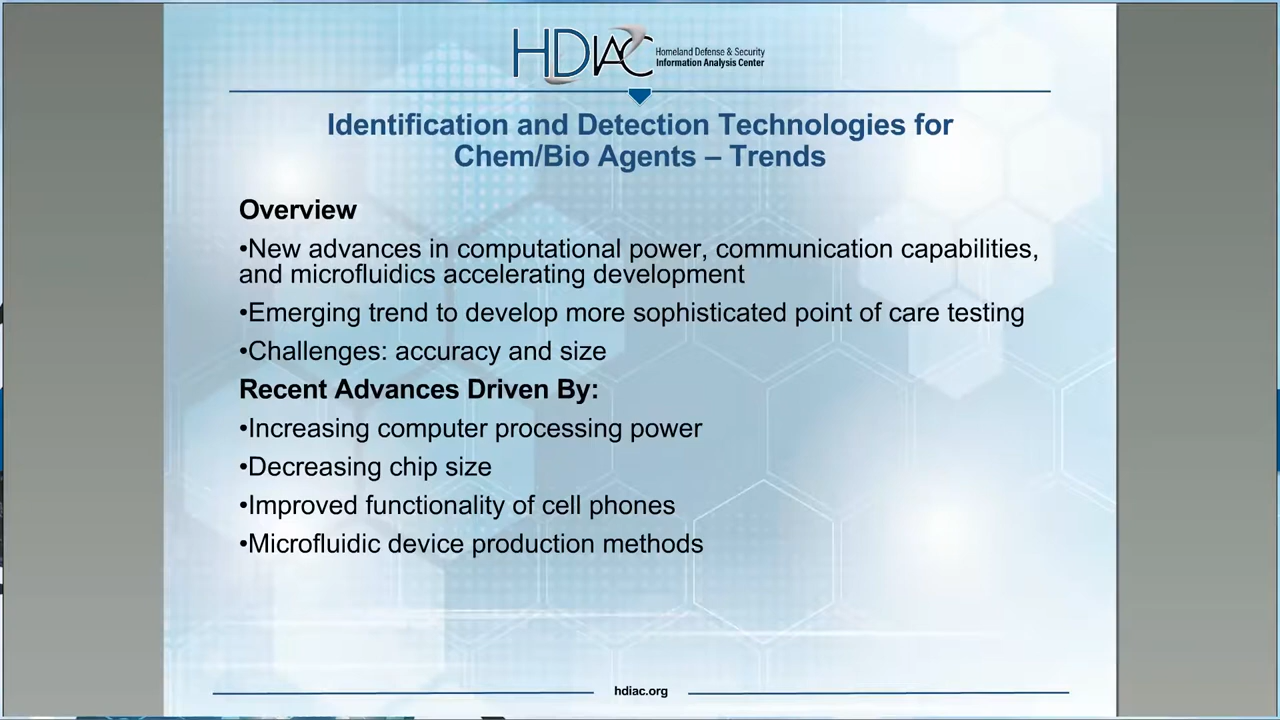 HDIAC
Homeland Defense & Security
Information Analysis Center
Identification and Detection Technologies for
Chem/Bio Agents – Trends
Overview
•New advances in computational power, communication capabilities,
and microfluidics accelerating development
•Emerging trend to develop more sophisticated point of care testing
•Challenges: accuracy and size
Recent Advances Driven By:
•Increasing computer processing power
•Decreasing chip size
•Improved functionality of cell phones
•Microfluidic device production methods
hdiac.org